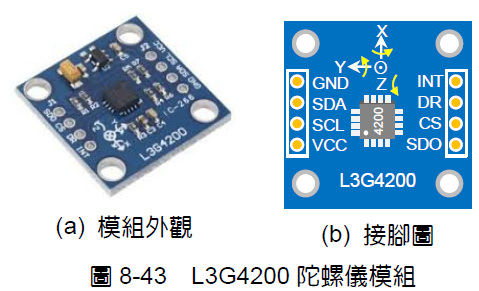 X
Y
Z
GND INT
SDA DR
SCL CS
VCC SDO
4200
L3G4200
L3G4200
(a) 模組外觀
(b) 接腳圖
圖 8-43 L3G4200 陀螺儀模組